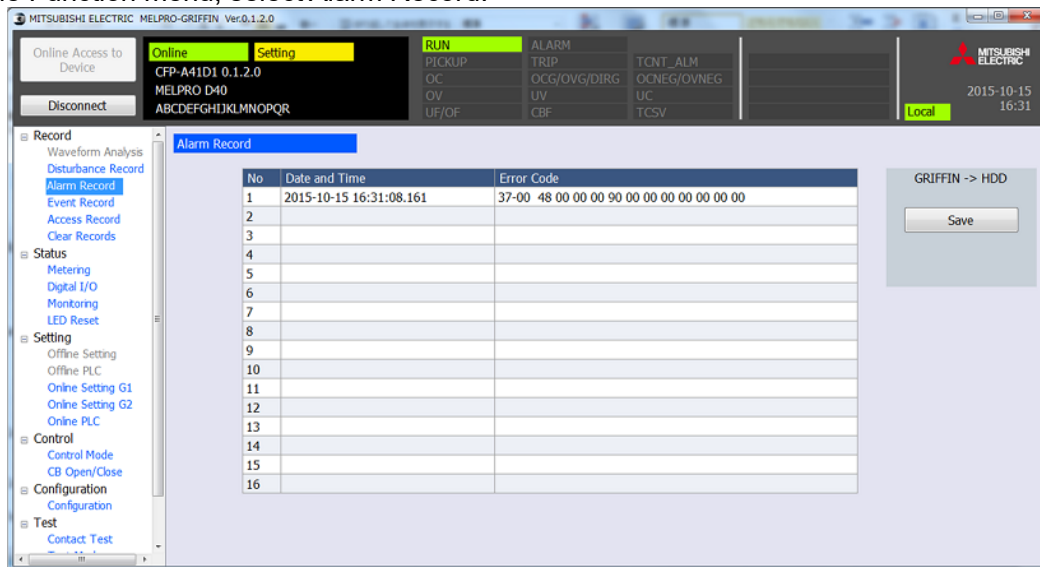 MITSUBISHI ELECTRIC MELPRO-GRIFFIN Ver.0.1.2.0
Online Access to
Device
Disconnect
Online Setting
CFP-A41D1 0.1.2.0
MELPRO D40
ABCDEFGHIJKLMNOPQR
RUN ALARM
PICKUP TRIP TCNT_ALM
OC OCG/OVG/DIRG OCNEG/OVNEG
OV UV UC
UF/OF CBF TCSV
MITSUBISHI
ELECTRIC
2015-10-15
Local 16:31
Record
Waveform Analysis
Disturbance Record
Alarm Record
Event Record
Access Record
Clear Records
Status
Metering
Digital I/O
Monitoring
LED Reset
Setting
Offline Setting
Offline PLC
Online Setting G1
Online Setting G2
Online PLC
Control
Control Mode
CB Open/Close
Configuration
Configuration
Test
Contact Test
Alarm Record
No Date and Time Error Code
1 2015-10-15 16:31:08.161 37-00 48 00 00 00 90 00 00 00 00 00 00 00
2
3
4
5
6
7
8
9
10
11
12
13
14
15
16
GRIFFIN -> HDD
Save